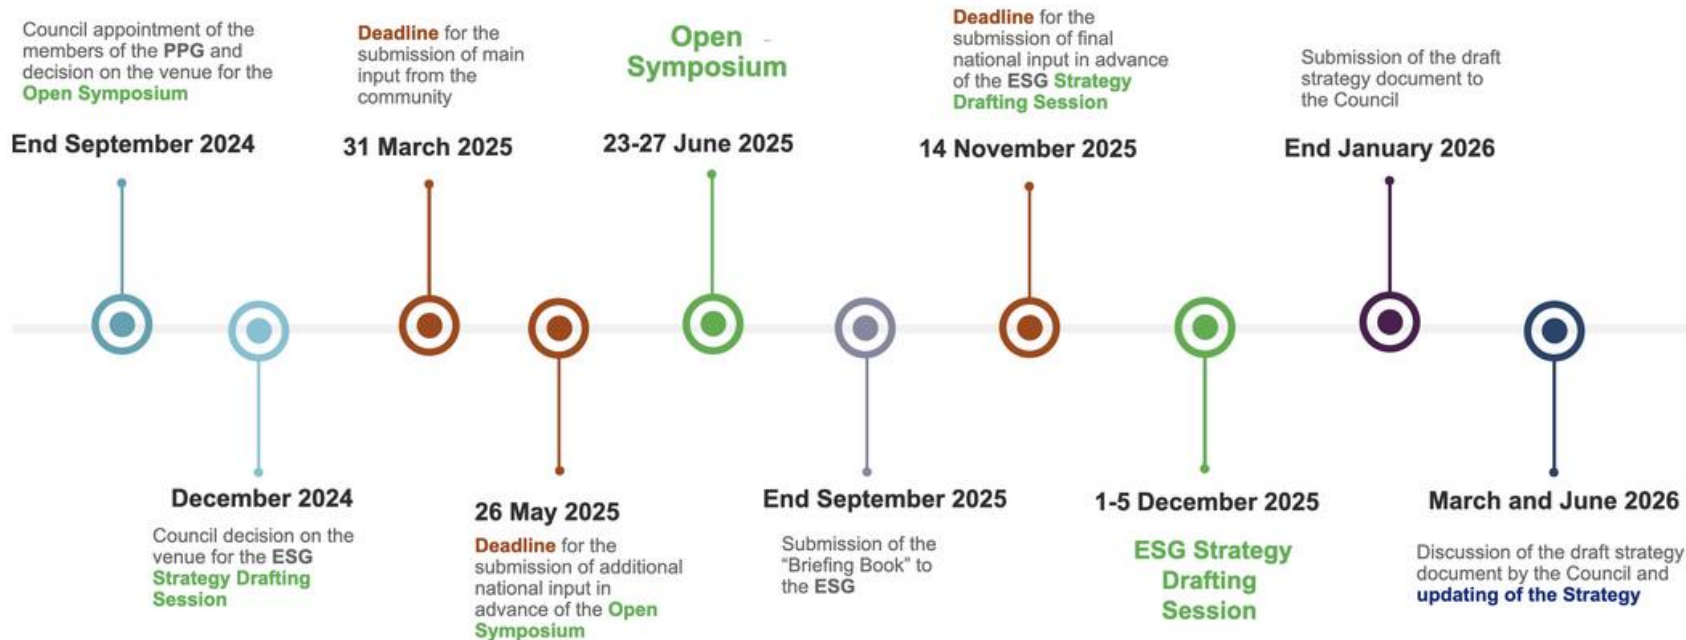 Council appointment of the
members of the PPG and
decision on the venue for the
Open Symposium
End September 2024
Deadline for the
submission of main
input from the
community
31 March 2025
Open
Symposium
23-27 June 2025
Deadline for the
submission of final
national input in advance
of the ESG Strategy
Drafting Session
14 November 2025
Submission of the draft
strategy document to
the Council
End January 2026
December 2024
Council decision on the
venue for the ESG
Strategy Drafting
Session
26 May 2025
Deadline for the
submission of additional
national input in
advance of the Open
Symposium
End September 2025
Submission of the
“Briefing Book” to
the ESG
1-5 December 2025
ESG Strategy
Drafting
Session
March and June 2026
Discussion of the draft strategy
document by the Council and
updating of the Strategy